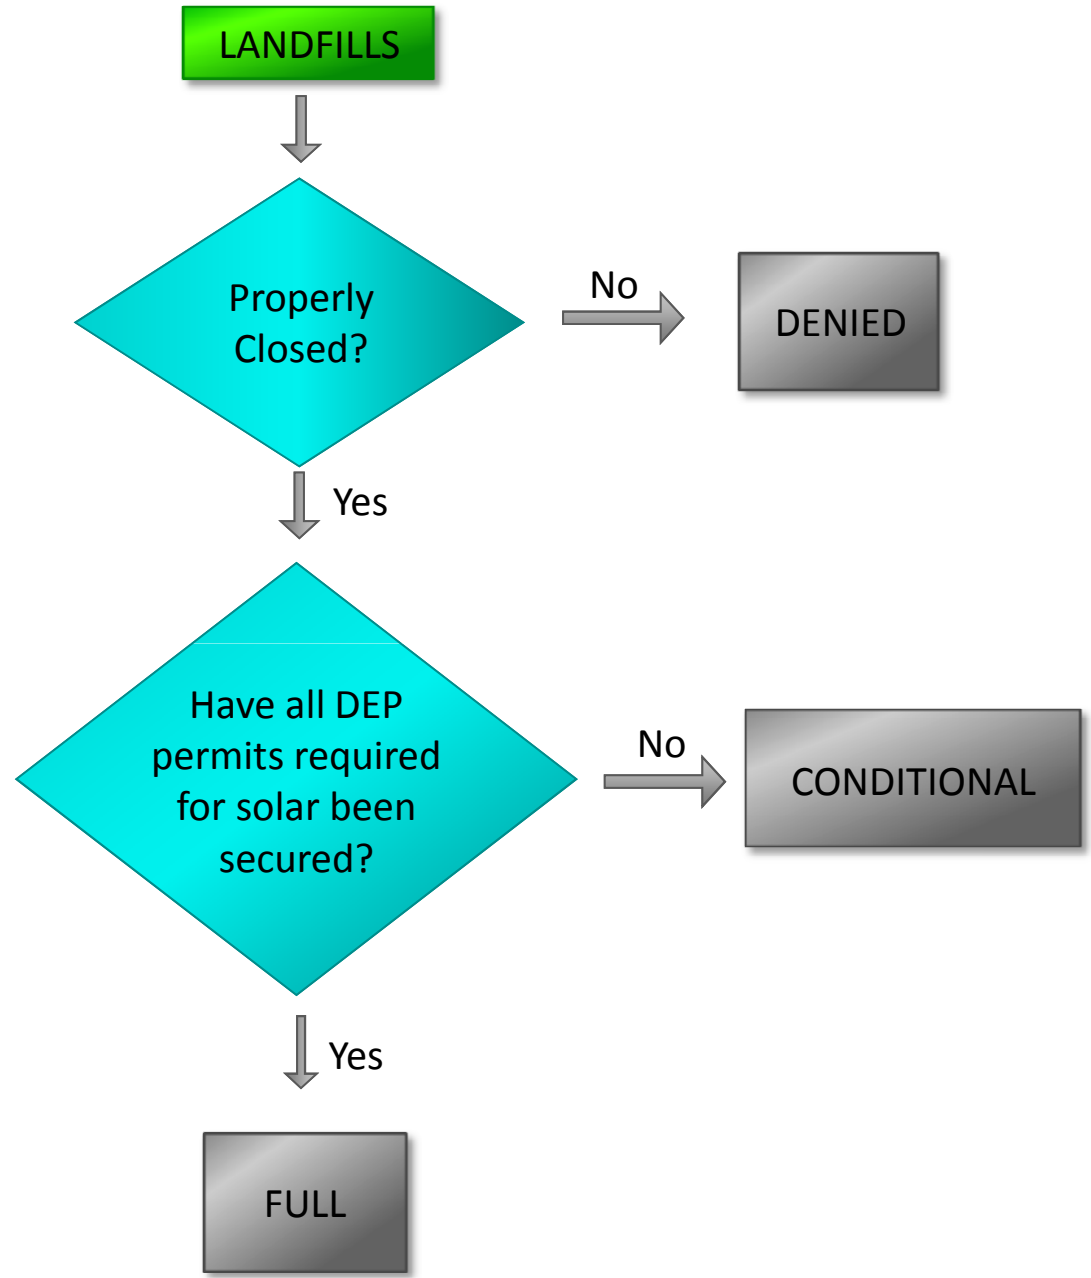 LANDFILLS
Properly
Closed?
No
DENIED
Yes
Have all DEP
permits required
for solar been
secured?
No
CONDITIONAL
Yes
FULL